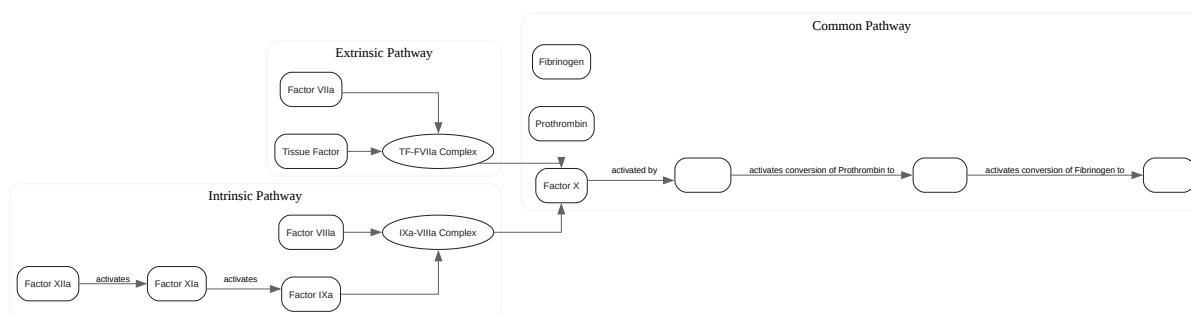 Common Pathway
Extrinsic Pathway
Fibrinogen
Factor VIIa
Prothrombin
Tissue Factor
TF-FVIIa Complex
Factor X
activated by
activates conversion of Prothrombin to
activates conversion of Fibrinogen to
Intrinsic Pathway
Factor VIIIa
IXa-VIIIa Complex
Factor XIIa
activates
Factor XIa
activates
Factor IXa